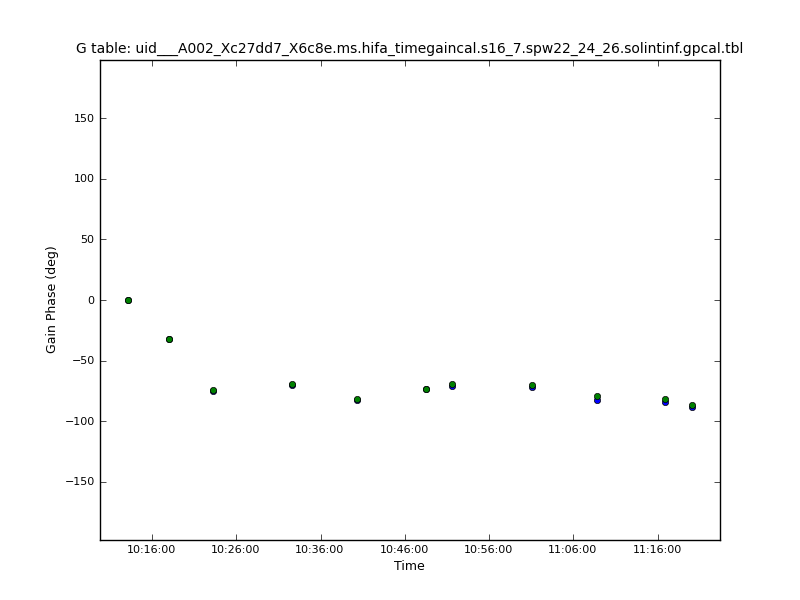 G table: uid___A002_Xc27dd7_X6c8e.ms.hifa_timegaincal.s16_7.spw22_24_26.solintinf.gpcal.tbl
150
100
50
0
−50
−100
−150
Gain Phase (deg)
10:16:00 10:26:00 10:36:00 10:46:00 10:56:00 11:06:00 11:16:00
Time